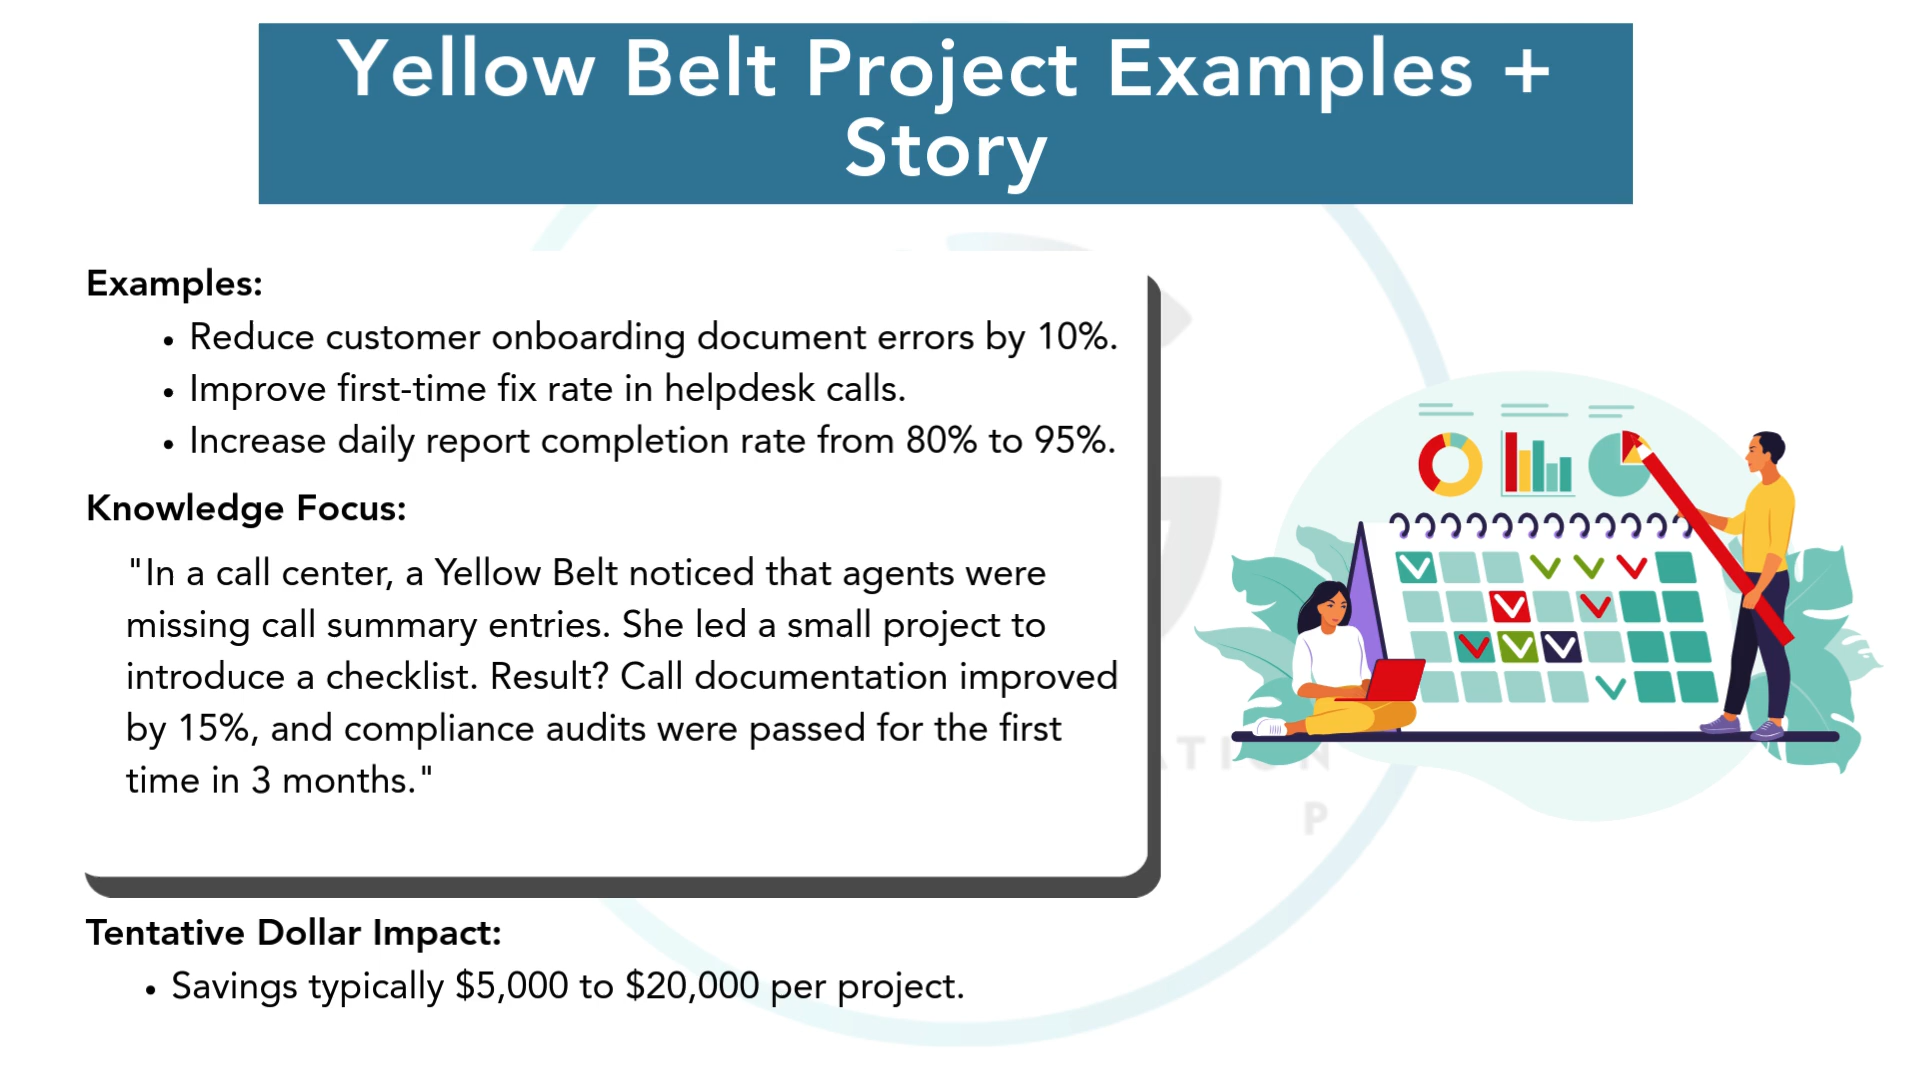 Yellow Belt Project Examples +
Story
Examples:
• Reduce customer onboarding document errors by 10%.
• Improve first-time fix rate in helpdesk calls.
• Increase daily report completion rate from 80% to 95%.
Knowledge Focus:
"In a call center, a Yellow Belt noticed that agents were
missing call summary entries. She led a small project to
introduce a checklist. Result? Call documentation improved
by 15%, and compliance audits were passed for the first
time in 3 months."
Tentative Dollar Impact:
• Savings typically $5,000 to $20,000 per project.